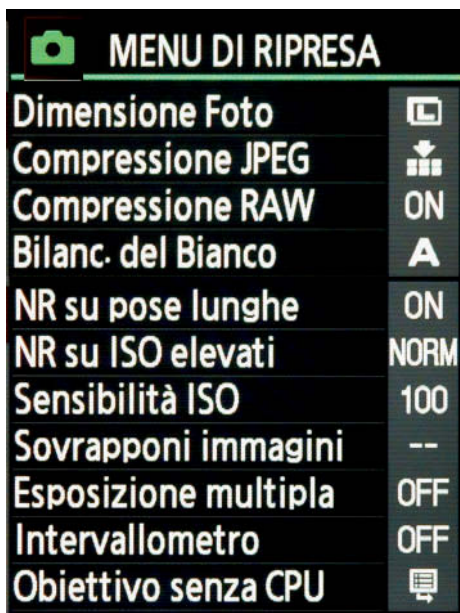 MENU DI RIPRESA
Dimensione Foto L
Compressione JPEG
Compressione RAW ON
Bilanc. del Bianco A
NR su pose lunghe ON
NR su ISO elevati NORM
Sensibilità ISO 100
Sovrapponi immagini --
Esposizione multipla OFF
Intervallometro OFF
Obiettivo senza CPU